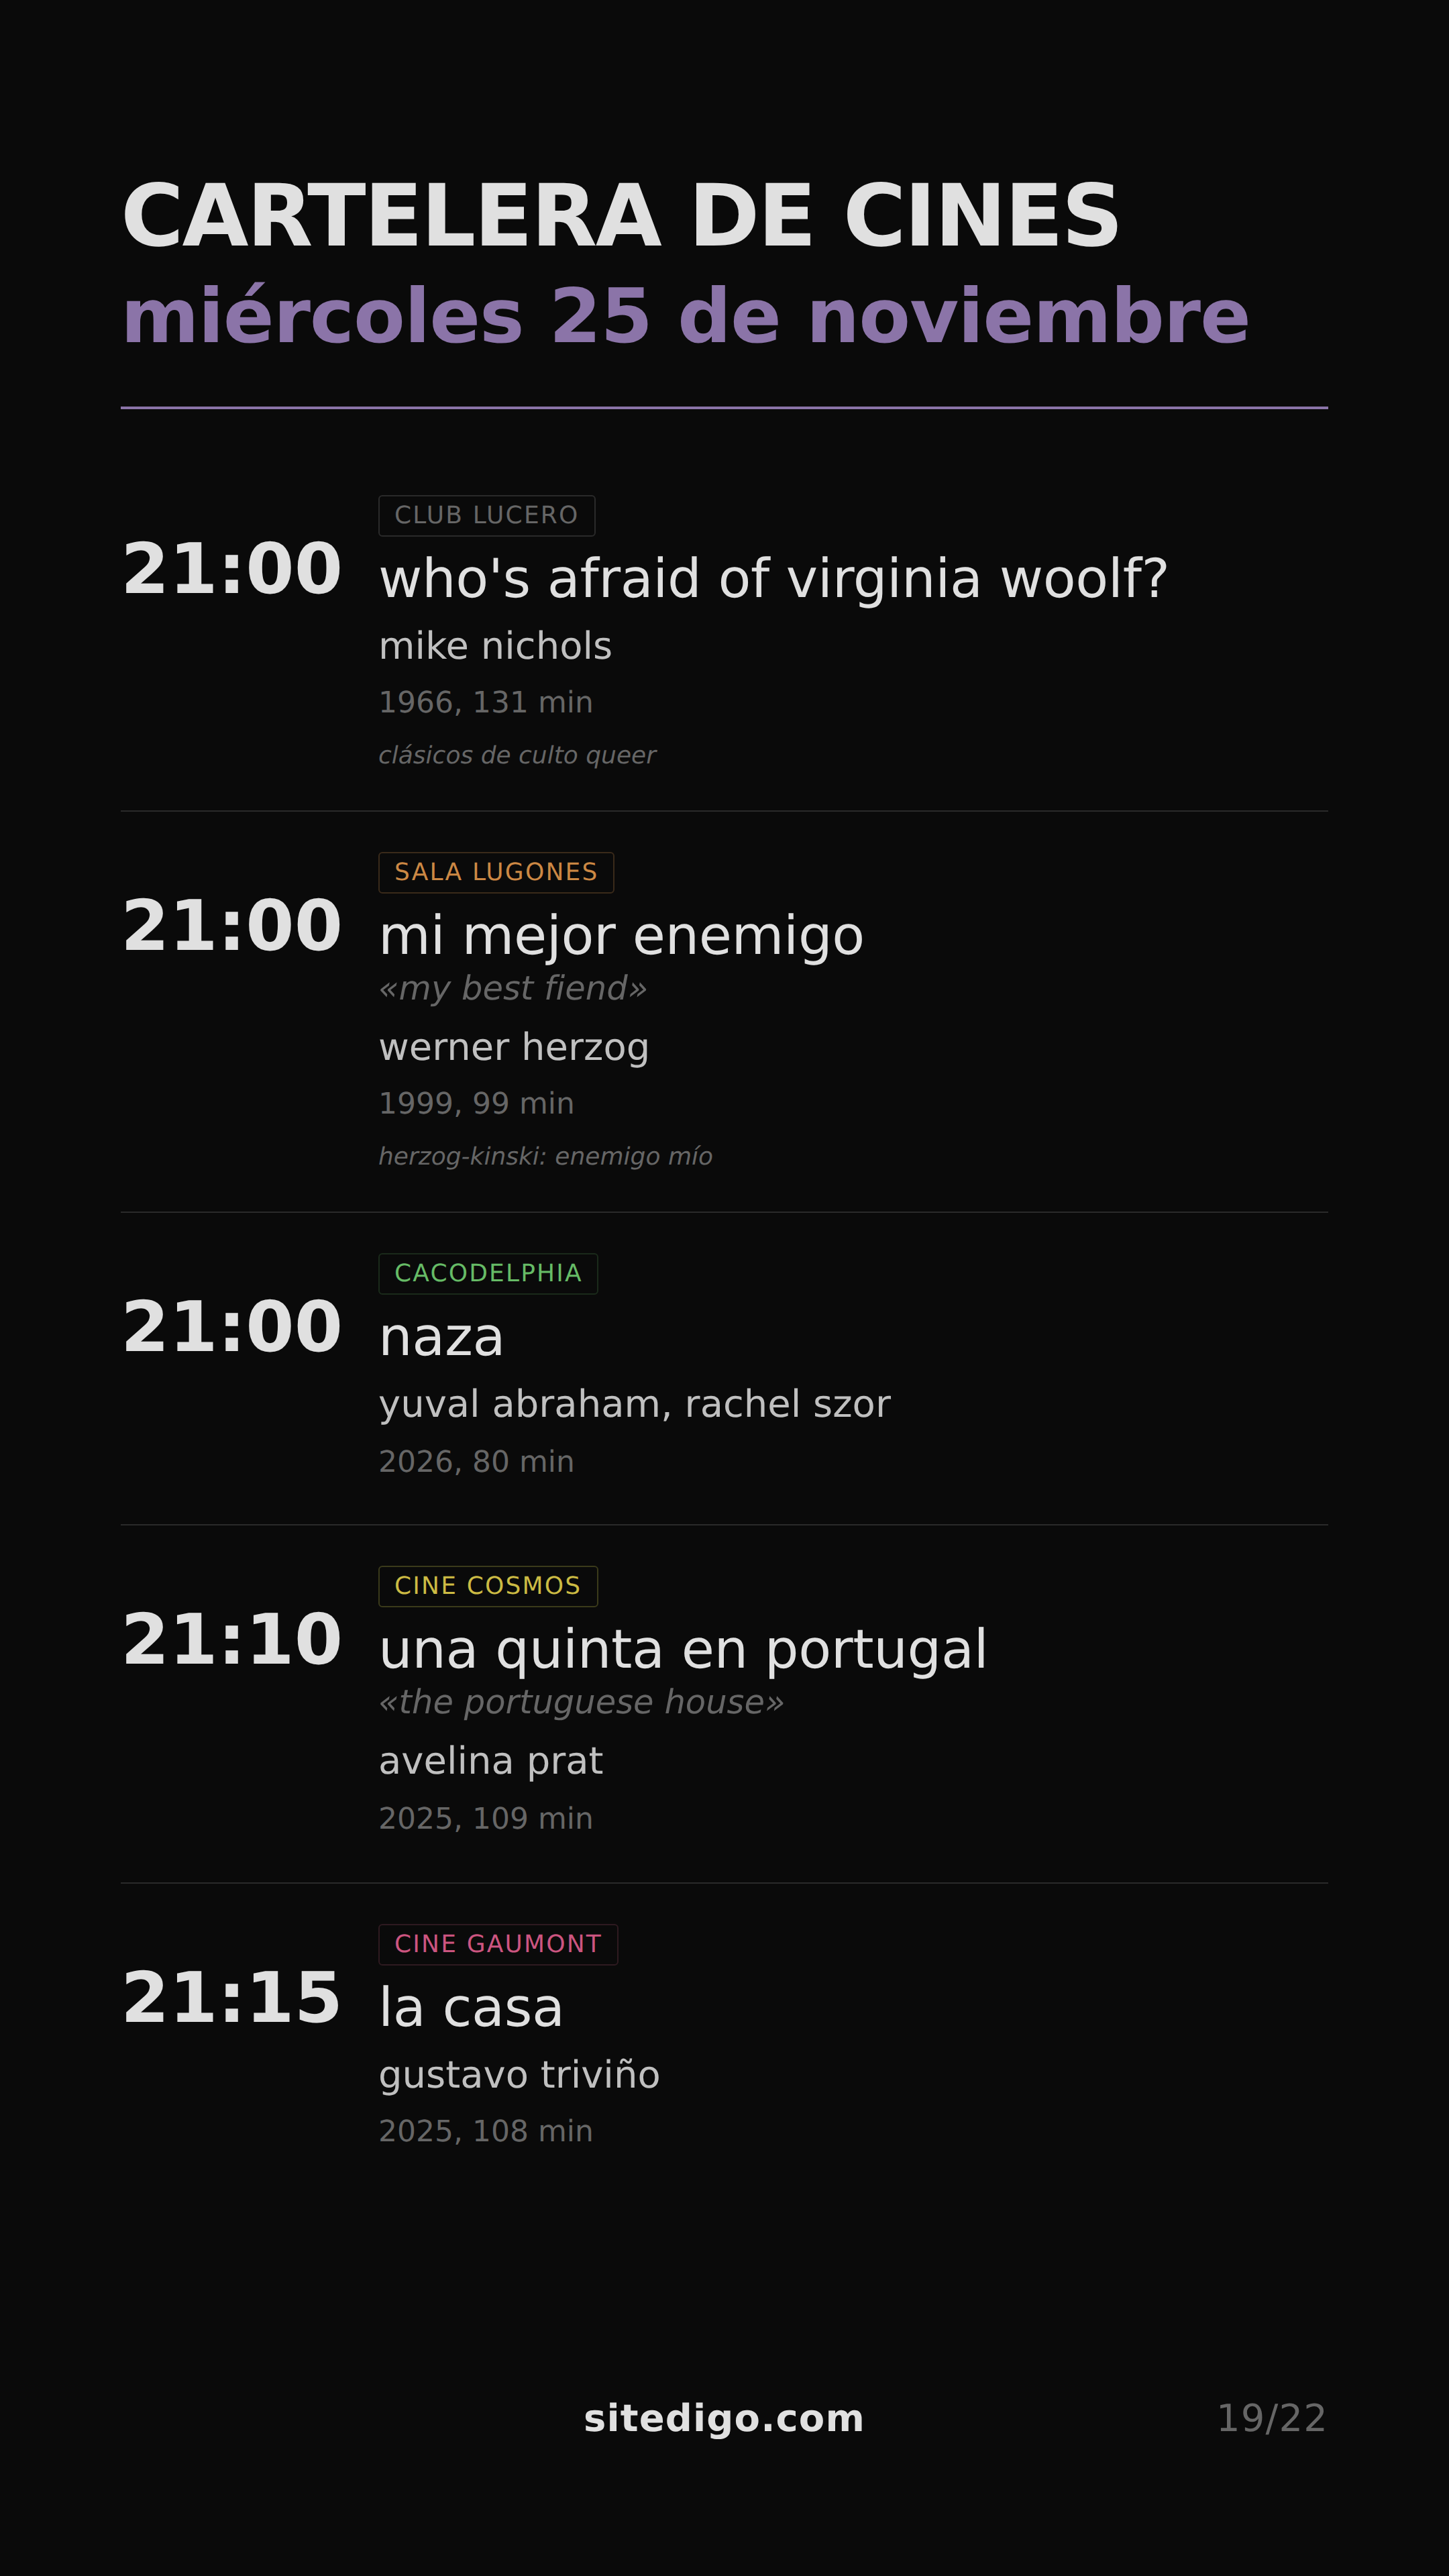 CARTELERA DE CINES
miércoles 25 de noviembre
CLUB LUCERO
21:00
who's afraid of virginia woolf?
mike nichols
1966, 131 min
clásicos de culto queer
SALA LUGONES
21:00
mi mejor enemigo
«my best fiend»
werner herzog
1999, 99 min
herzog-kinski: enemigo mío
CACODELPHIA
21:00
naza
yuval abraham, rachel szor
2026, 80 min
CINE COSMOS
21:10
una quinta en portugal
«the portuguese house»
avelina prat
2025, 109 min
CINE GAUMONT
21:15
la casa
gustavo triviño
2025, 108 min
sitedigo.com
19/22